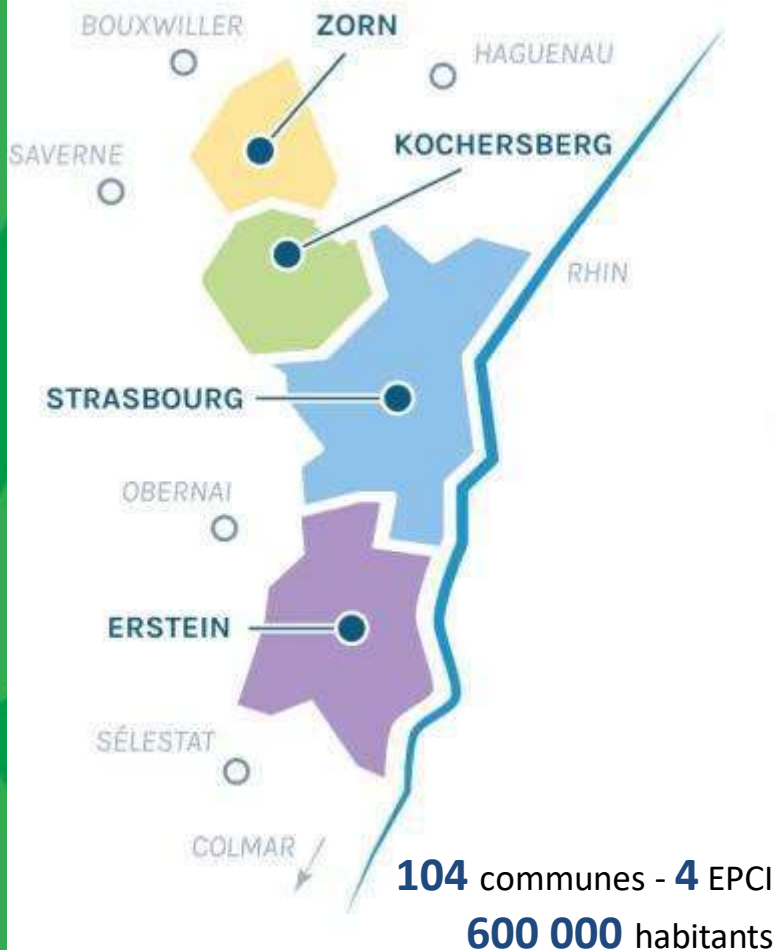 BOUXWILLER
ZORN
HAGUENAU
SAVERNE
KOCHERSBERG
RHIN
STRASBOURG
OBERNAI
ERSTEIN
SÉLESTAT
COLMAR
104 communes - 4 EPCI
600 000 habitants